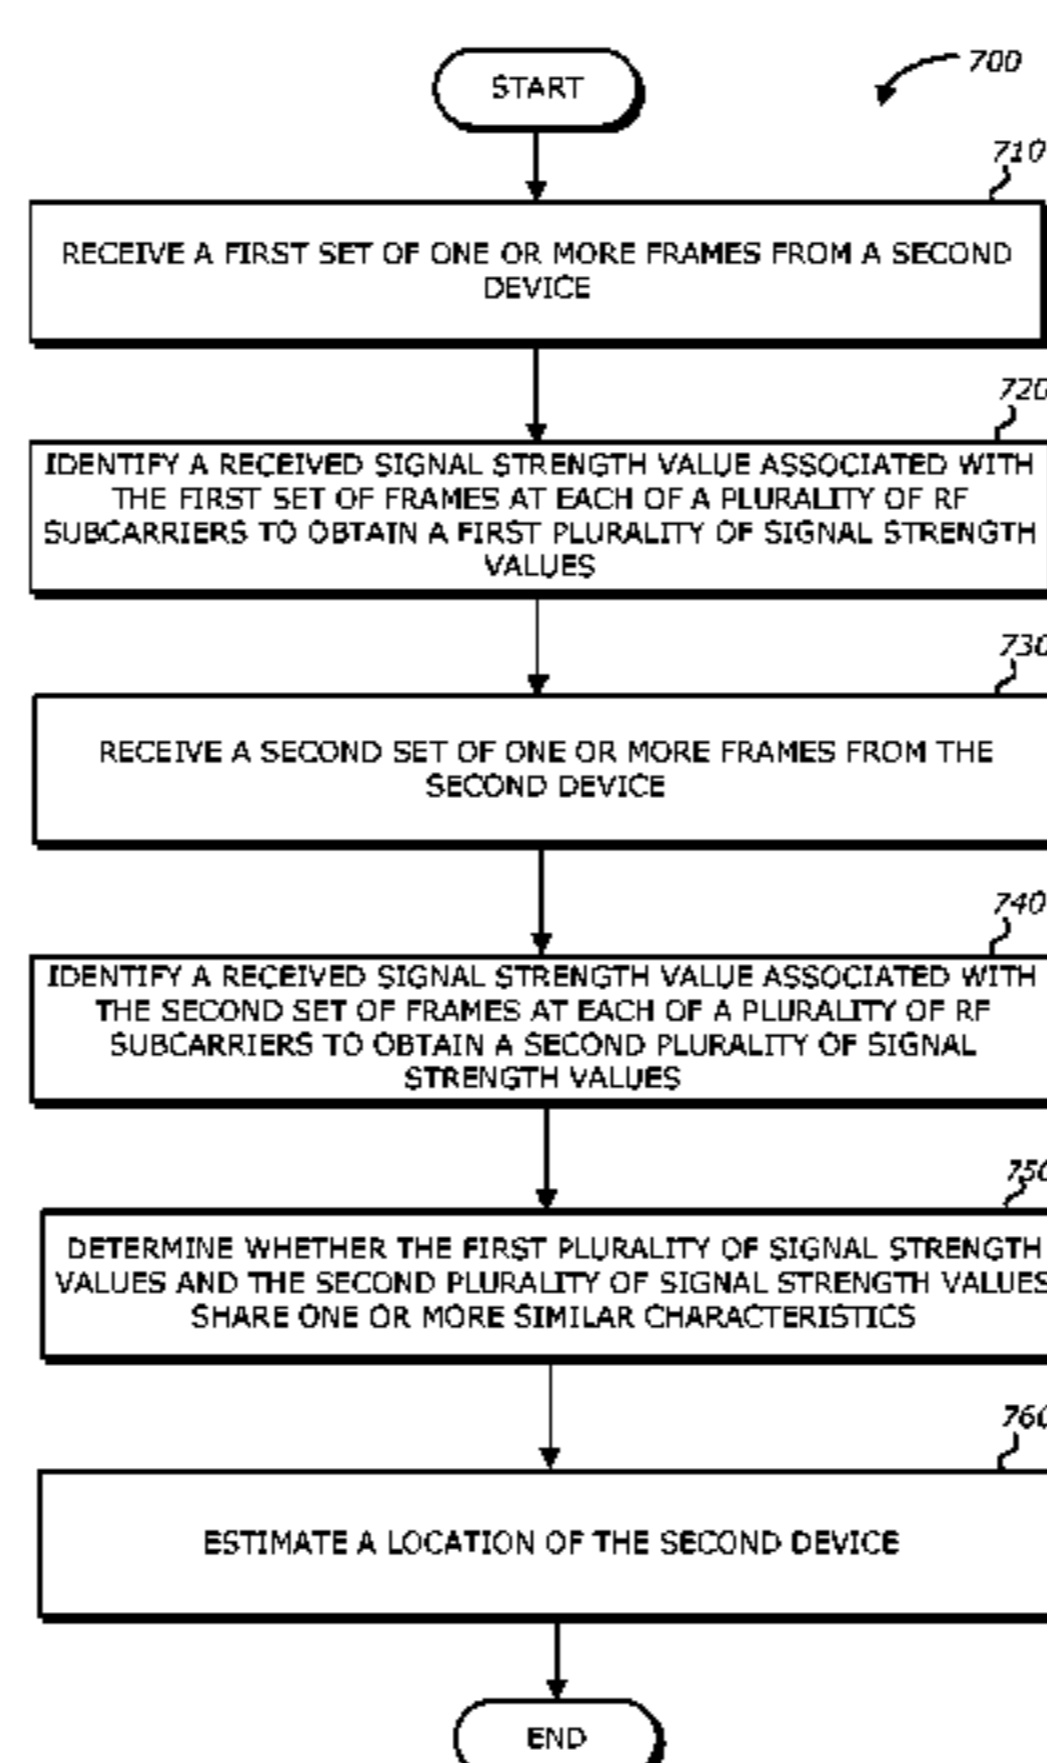 START
700
710
RECEIVE A FIRST SET OF ONE OR MORE FRAMES FROM A SECOND
DEVICE
720
IDENTIFY A RECEIVED SIGNAL STRENGTH VALUE ASSOCIATED WITH
THE FIRST SET OF FRAMES AT EACH OF A PLURALITY OF RF
SUBCARRIERS TO OBTAIN A FIRST PLURALITY OF SIGNAL STRENGTH
VALUES
730
RECEIVE A SECOND SET OF ONE OR MORE FRAMES FROM THE
SECOND DEVICE
740
IDENTIFY A RECEIVED SIGNAL STRENGTH VALUE ASSOCIATED WITH
THE SECOND SET OF FRAMES AT EACH OF A PLURALITY OF RF
SUBCARRIERS TO OBTAIN A SECOND PLURALITY OF SIGNAL
STRENGTH VALUES
750
DETERMINE WHETHER THE FIRST PLURALITY OF SIGNAL STRENGTH
VALUES AND THE SECOND PLURALITY OF SIGNAL STRENGTH VALUES
SHARE ONE OR MORE SIMILAR CHARACTERISTICS
760
ESTIMATE A LOCATION OF THE SECOND DEVICE
END